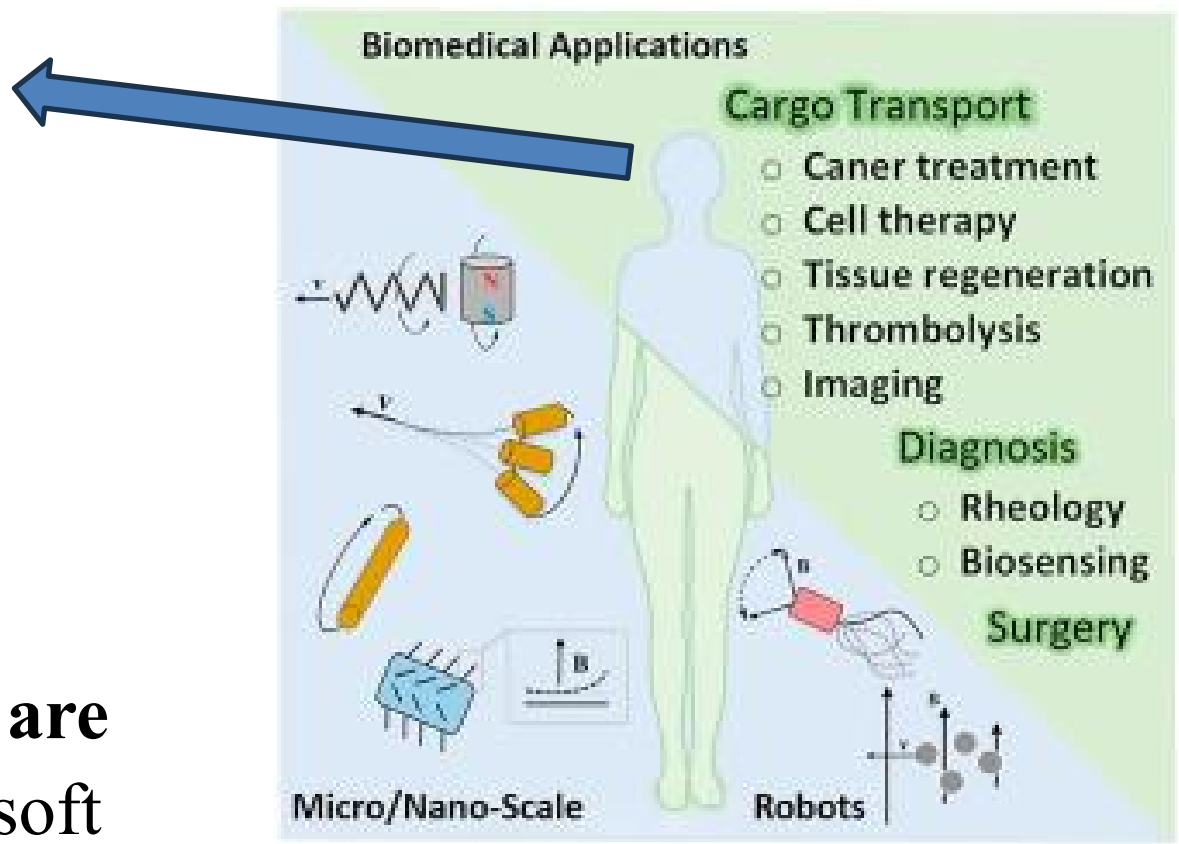 Biomedical Applications
Cargo Transport
○ Caner treatment
○ Cell therapy
○ Tissue regeneration
○ Thrombolysis
○ Imaging
Diagnosis
○ Rheology
○ Biosensing
Surgery
v
N
S
V
B
B
B
v
are
soft
Micro/Nano-Scale Robots